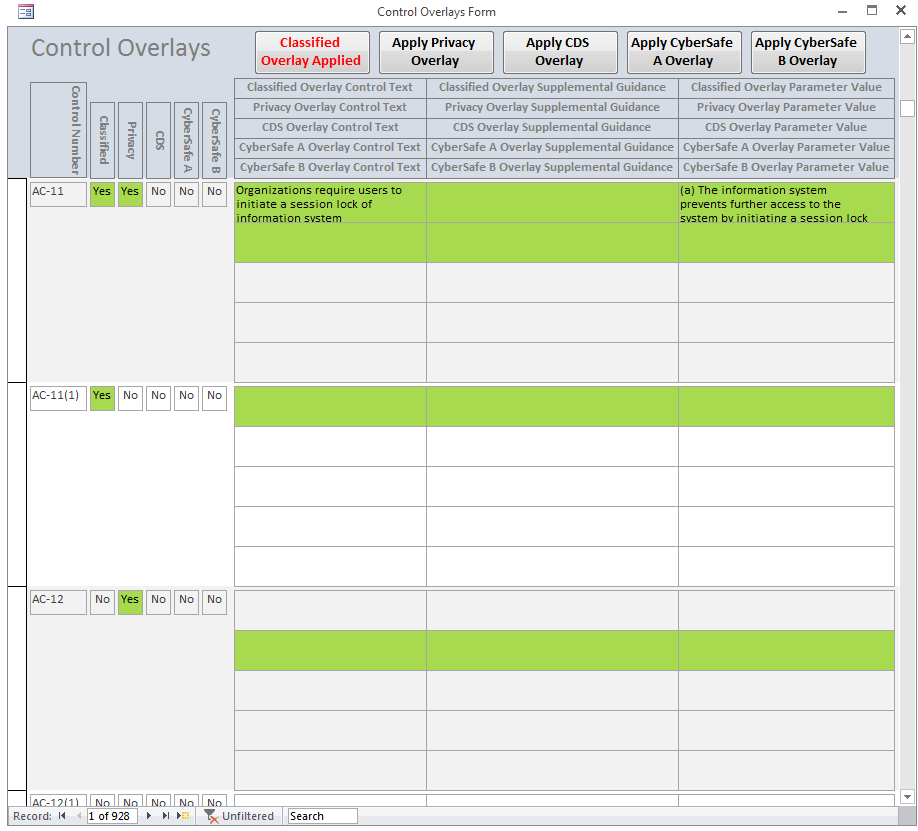 Control Overlays Form
Control Overlays
Classified
Overlay Applied
Apply Privacy
Overlay
Apply CDS
Overlay
Apply CyberSafe
A Overlay
Apply CyberSafe
B Overlay
Control Number
Classified
Privacy
CDS
CyberSafe A
CyberSafe B
Classified Overlay Control Text Classified Overlay Supplemental Guidance Classified Overlay Parameter Value
Privacy Overlay Control Text Privacy Overlay Supplemental Guidance Privacy Overlay Parameter Value
CDS Overlay Control Text CDS Overlay Supplemental Guidance CDS Overlay Parameter Value
CyberSafe A Overlay Control Text CyberSafe A Overlay Supplemental Guidance CyberSafe A Overlay Parameter Value
CyberSafe B Overlay Control Text CyberSafe B Overlay Supplemental Guidance CyberSafe B Overlay Parameter Value
AC-11 Yes Yes No No No
Organizations require users to
initiate a session lock of
information system
(a) The information system
prevents further access to the
system by initiating a session lock
AC-11(1) Yes No No No No
AC-12 No Yes No No No
AC-12(1) No No No No No
Record: 1 of 928 Unfiltered Search